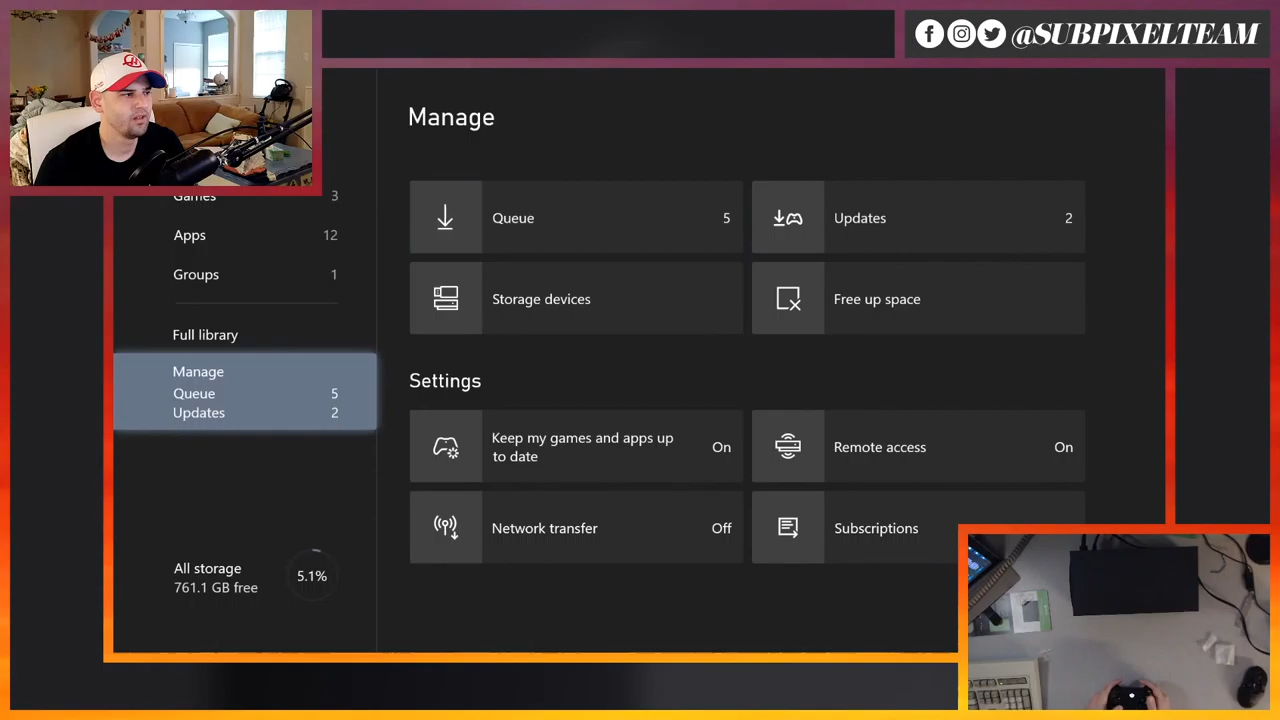 @SUBPIXELTEAM
Manage
Games 3
Apps 12
Groups 1
Full library
Manage
Queue 5
Updates 2
All storage
761.1 GB free
5.1%
Queue 5
Updates 2
Storage devices
Free up space
Settings
Keep my games and apps up
to date
On
Remote access On
Network transfer Off
Subscriptions